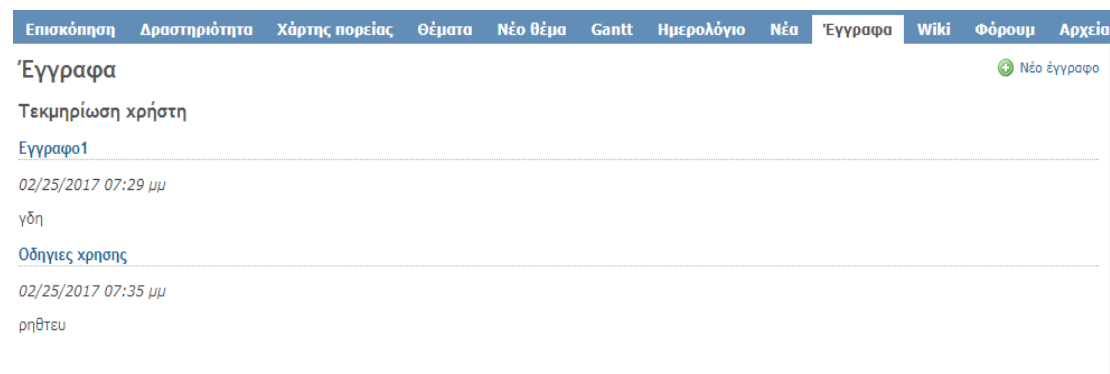 Επισκόπηση Δραστηριότητα Χάρτης πορείας Θέματα Νέο θέμα Gantt Ημερολόγιο Νέα Έγγραφα Wiki Φόρουμ Αρχεία
Έγγραφα Νέο έγγραφο
Τεκμηρίωση χρήστη
Εγγραφο1
02/25/2017 07:29 μμ
γδη
Οδηγιες χρησης
02/25/2017 07:35 μμ
ρηθτευ